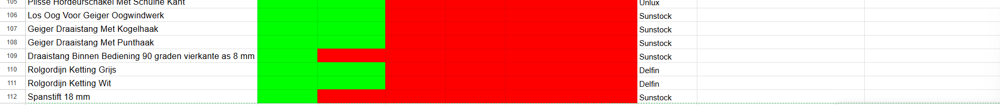 105 Plissé Hordeurschakel Met Schuine Kant Unlux
106 Los Oog Voor Geiger Oogwindwerk Sunstock
107 Geiger Draaistang Met Kogelhaak Sunstock
108 Geiger Draaistang Met Punthaak Sunstock
109 Draaistang Binnen Bediening 90 graden vierkante as 8 mm Sunstock
110 Rolgordijn Ketting Grijs Delfin
111 Rolgordijn Ketting Wit Delfin
112 Spanstift 18 mm Sunstock